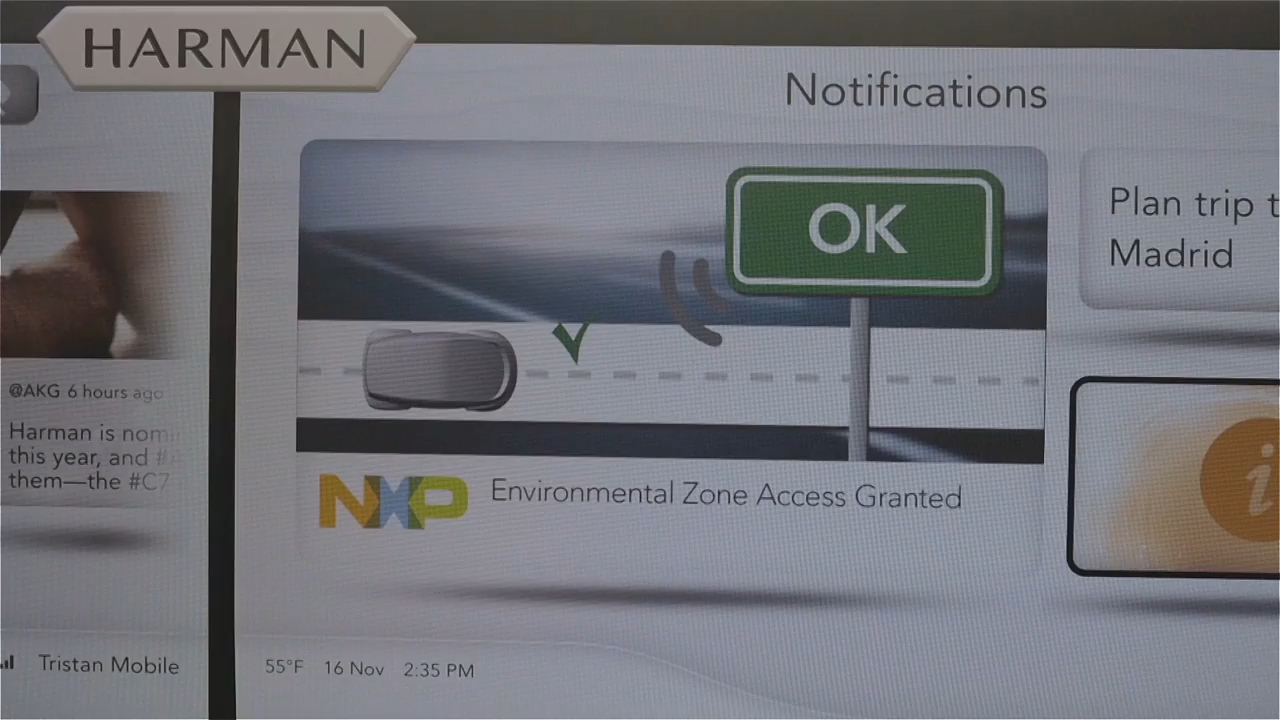 HARMAN
Notifications
OK
Plan trip t
Madrid
@AKG 6 hours ago
Harman is nom
this year, and #
them—the #C7
NXP
Environmental Zone Access Granted
i
Tristan Mobile
55°F 16 Nov 2:35 PM